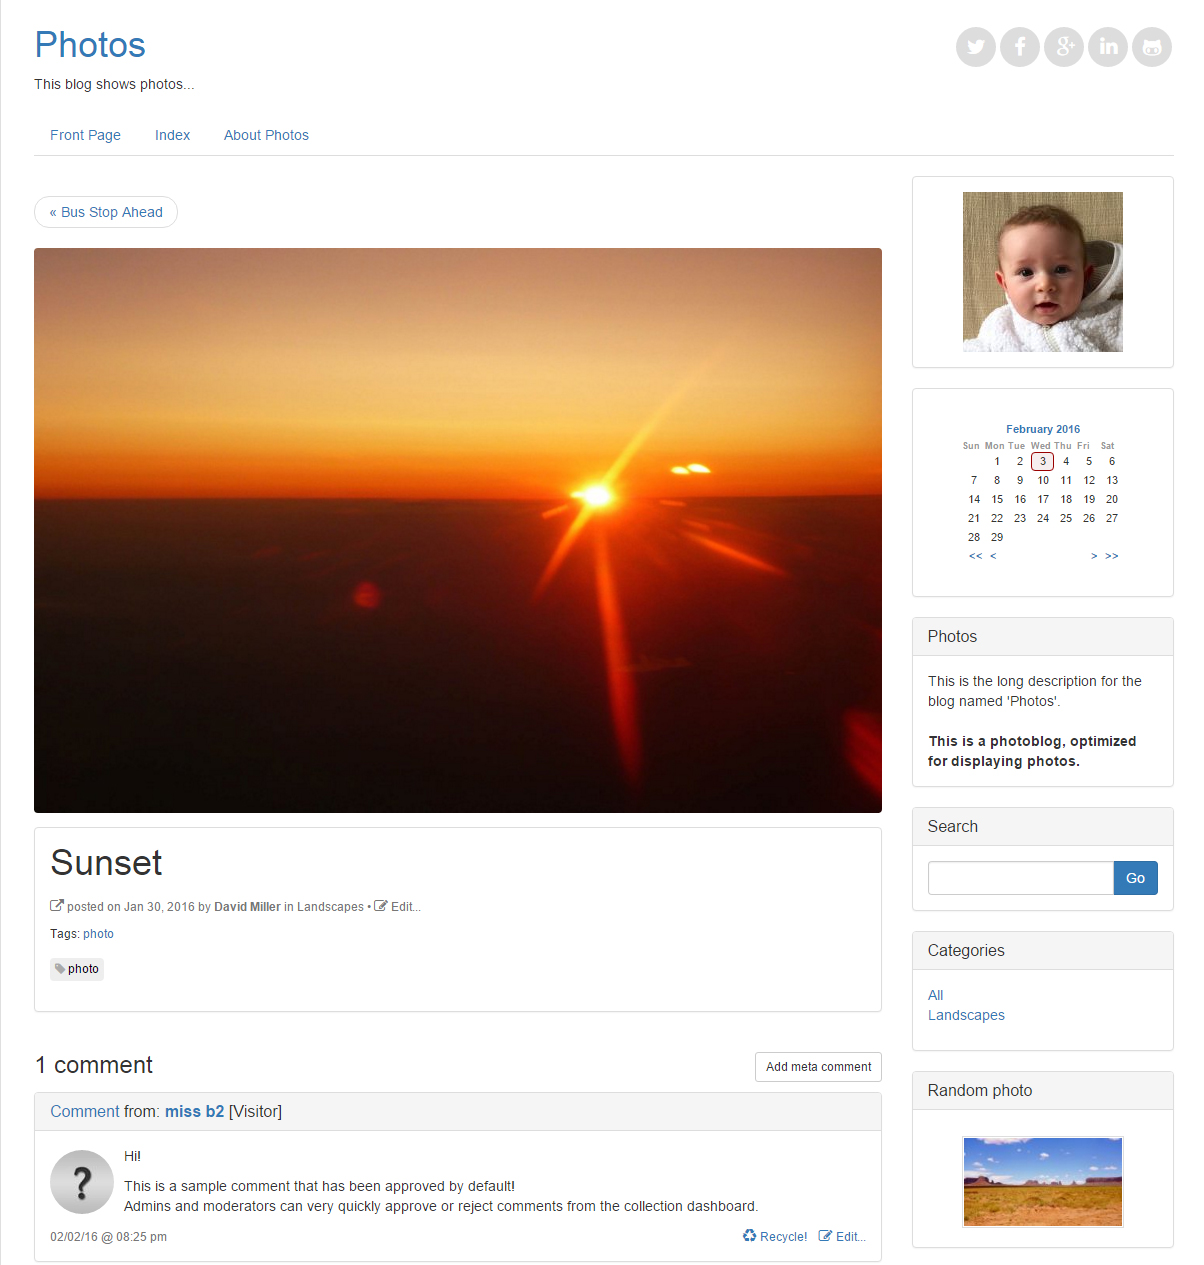 Photos
This blog shows photos...
Front Page Index About Photos
« Bus Stop Ahead
Sunset
posted on Jan 30, 2016 by David Miller in Landscapes • Edit...
Tags: photo
photo
1 comment
Add meta comment
Comment from: miss b2 [Visitor]
Hi!
This is a sample comment that has been approved by default!
Admins and moderators can very quickly approve or reject comments from the collection dashboard.
02/02/16 @ 08:25 pm
Recycle! Edit...
February 2016
Sun Mon Tue Wed Thu Fri Sat
1 2 3 4 5 6
7 8 9 10 11 12 13
14 15 16 17 18 19 20
21 22 23 24 25 26 27
28 29
<< < > >>
Photos
This is the long description for the
blog named 'Photos'.
This is a photoblog, optimized
for displaying photos.
Search
Go
Categories
All
Landscapes
Random photo